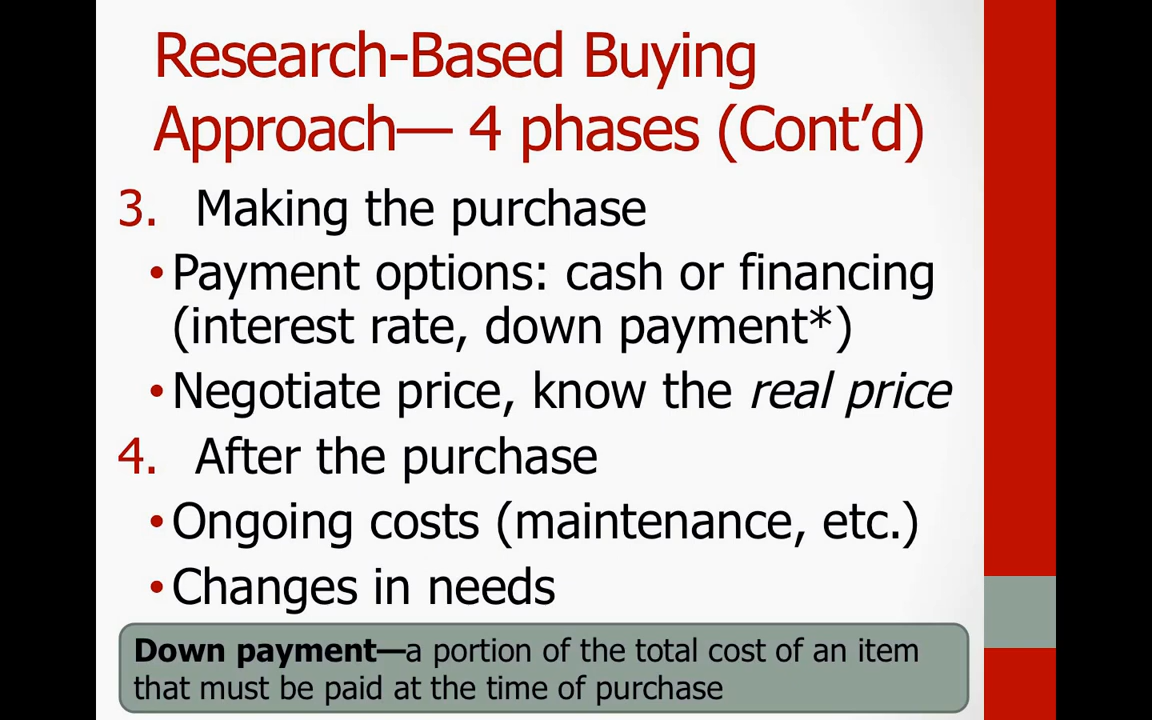 Research-Based Buying
Approach— 4 phases (Cont’d)
3. Making the purchase
•Payment options: cash or financing
(interest rate, down payment*)
•Negotiate price, know the real price
4. After the purchase
•Ongoing costs (maintenance, etc.)
•Changes in needs
Down payment—a portion of the total cost of an item
that must be paid at the time of purchase